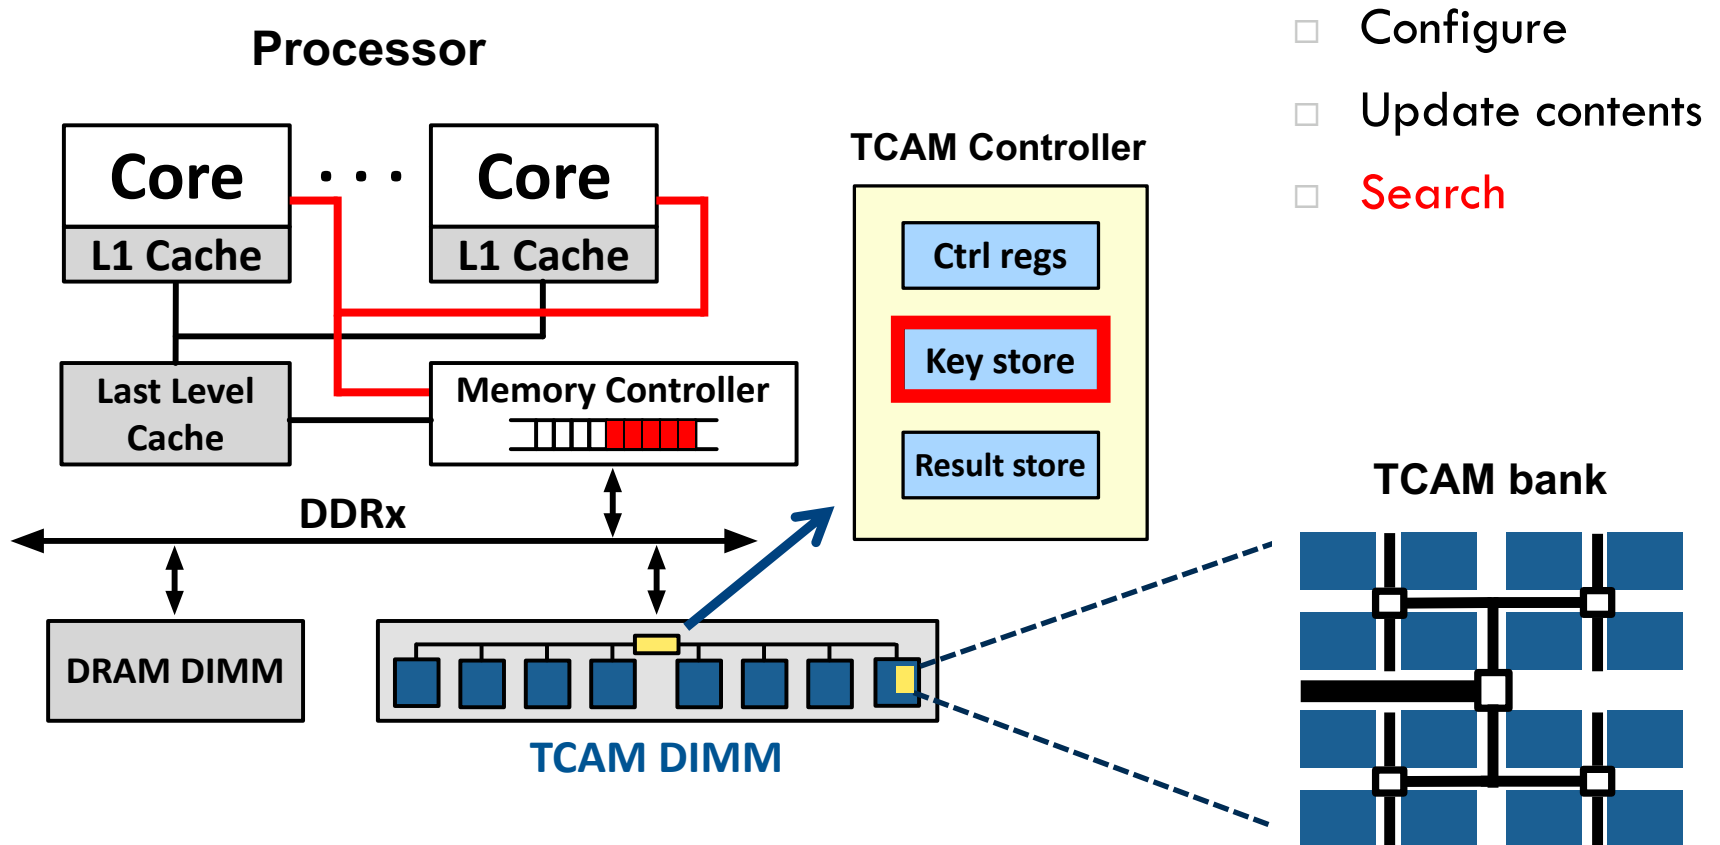 Processor
Configure
Update contents
Search
Core
. . .
Core
L1 Cache
L1 Cache
TCAM Controller
Ctrl regs
Key store
Result store
Last Level
Cache
Memory Controller
DDRx
DRAM DIMM
TCAM DIMM
TCAM bank